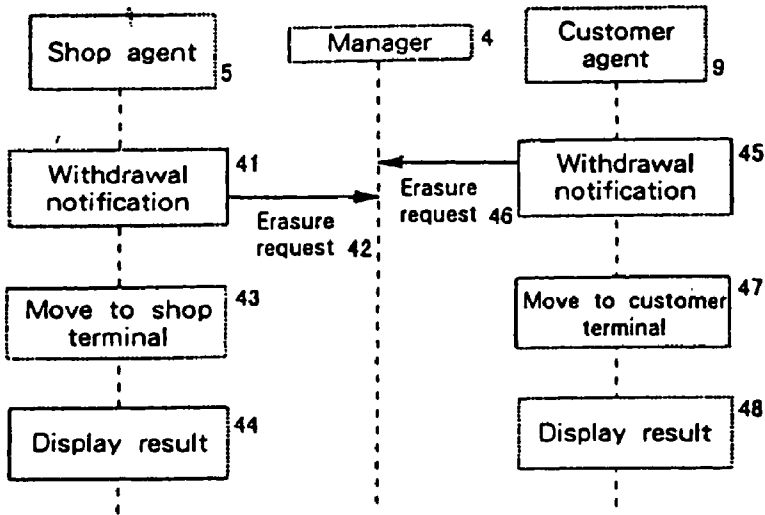 Shop agent
5
Manager
4
Customer
agent
9
Withdrawal
notification
41
Erasure
request 42
Erasure
request 46
Withdrawal
notification
45
Move to shop
terminal
43
Move to customer
terminal
47
Display result
44
Display result
48